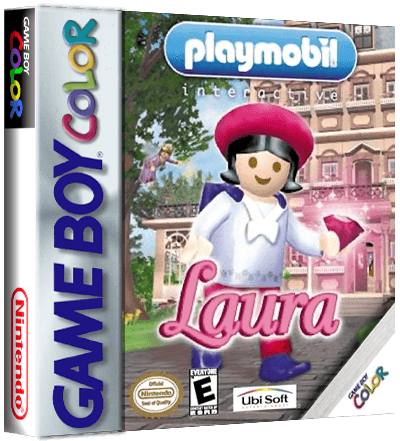 GAME BOY
COLOR
Nintendo
GAME BOY COLOR
playmobil
interactive
Laura
Official
Nintendo
Seal of Quality
EVERYONE
E
Ubi Soft
ENTERTAINMENT
GAME BOY
COLOR